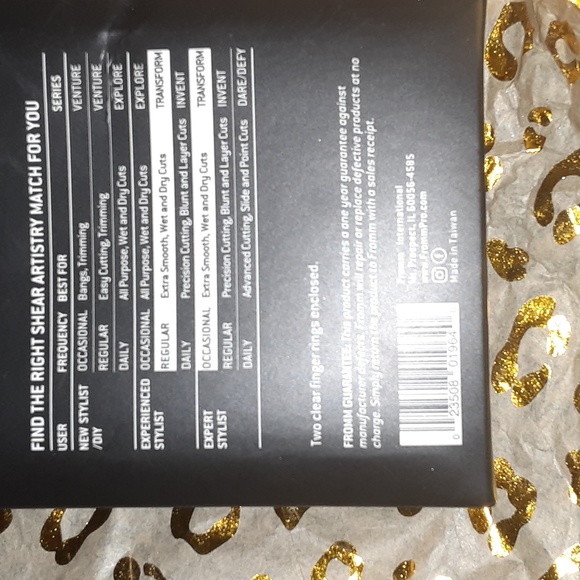 FIND THE RIGHT SHEAR ARTISTRY MATCH FOR YOU
USER FREQUENCY BEST FOR SERIES
NEW STYLIST OCCASIONAL Bangs, Trimming VENTURE
/DIY REGULAR Easy Cutting, Trimming VENTURE
DAILY All Purpose, Wet and Dry Cuts EXPLORE
EXPERIENCED OCCASIONAL All Purpose, Wet and Dry Cuts EXPLORE
STYLIST REGULAR Extra Smooth, Wet and Dry Cuts TRANSFORM
DAILY Precision Cutting, Blunt and Layer Cuts INVENT
EXPERT OCCASIONAL Extra Smooth, Wet and Dry Cuts TRANSFORM
STYLIST REGULAR Precision Cutting, Blunt and Layer Cuts INVENT
DAILY Advanced Cutting, Slide and Point Cuts DARE/DEFY
Two clear finger rings enclosed.
FROMM GUARANTEE: This product carries a one year guarantee against
manufacturer defects. Fromm will repair or replace defective products at no
charge. Simply return the product to Fromm with a sales receipt.
Fromm International
Mt. Prospect, IL 60056-4585
www.FrommPro.com
Made in Taiwan
0 23508 01964